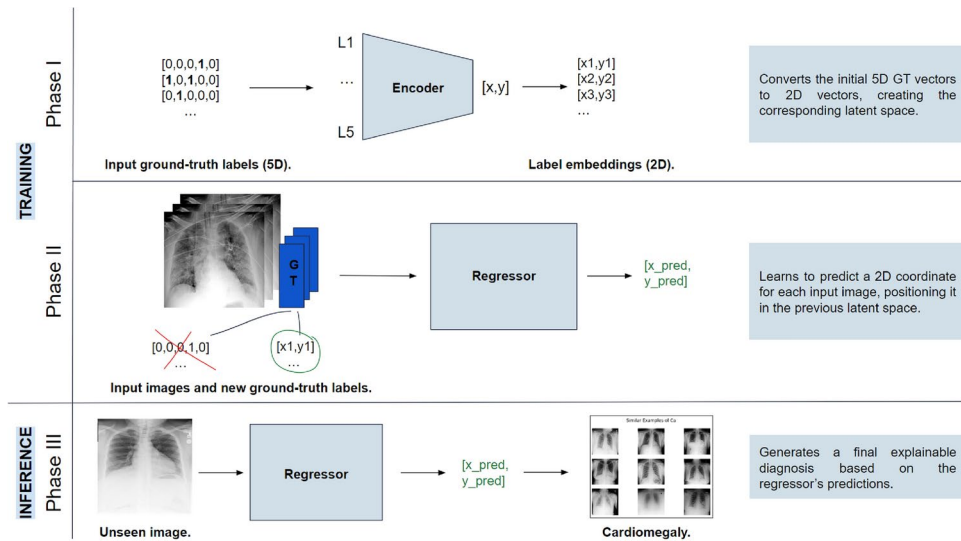 TRAINING
Phase I
[0,0,0,1,0]
[1,0,1,0,0]
[0,1,0,0,0]
...
Input ground-truth labels (5D).
L1
...
L5
Encoder
[x,y]
[x1,y1]
[x2,y2]
[x3,y3]
...
Label embeddings (2D).
Converts the initial 5D GT vectors
to 2D vectors, creating the
corresponding latent space.
Phase II
G
T
[0,0,0,1,0]
...
[x1,y1]
...
Input images and new ground-truth labels.
Regressor
[x_pred,
y_pred]
Learns to predict a 2D coordinate
for each input image, positioning it
in the previous latent space.
INFERENCE
Phase III
Unseen image.
Regressor
[x_pred,
y_pred]
Similar Examples of Ca
Cardiomegaly.
Generates a final explainable
diagnosis based on the
regressor's predictions.